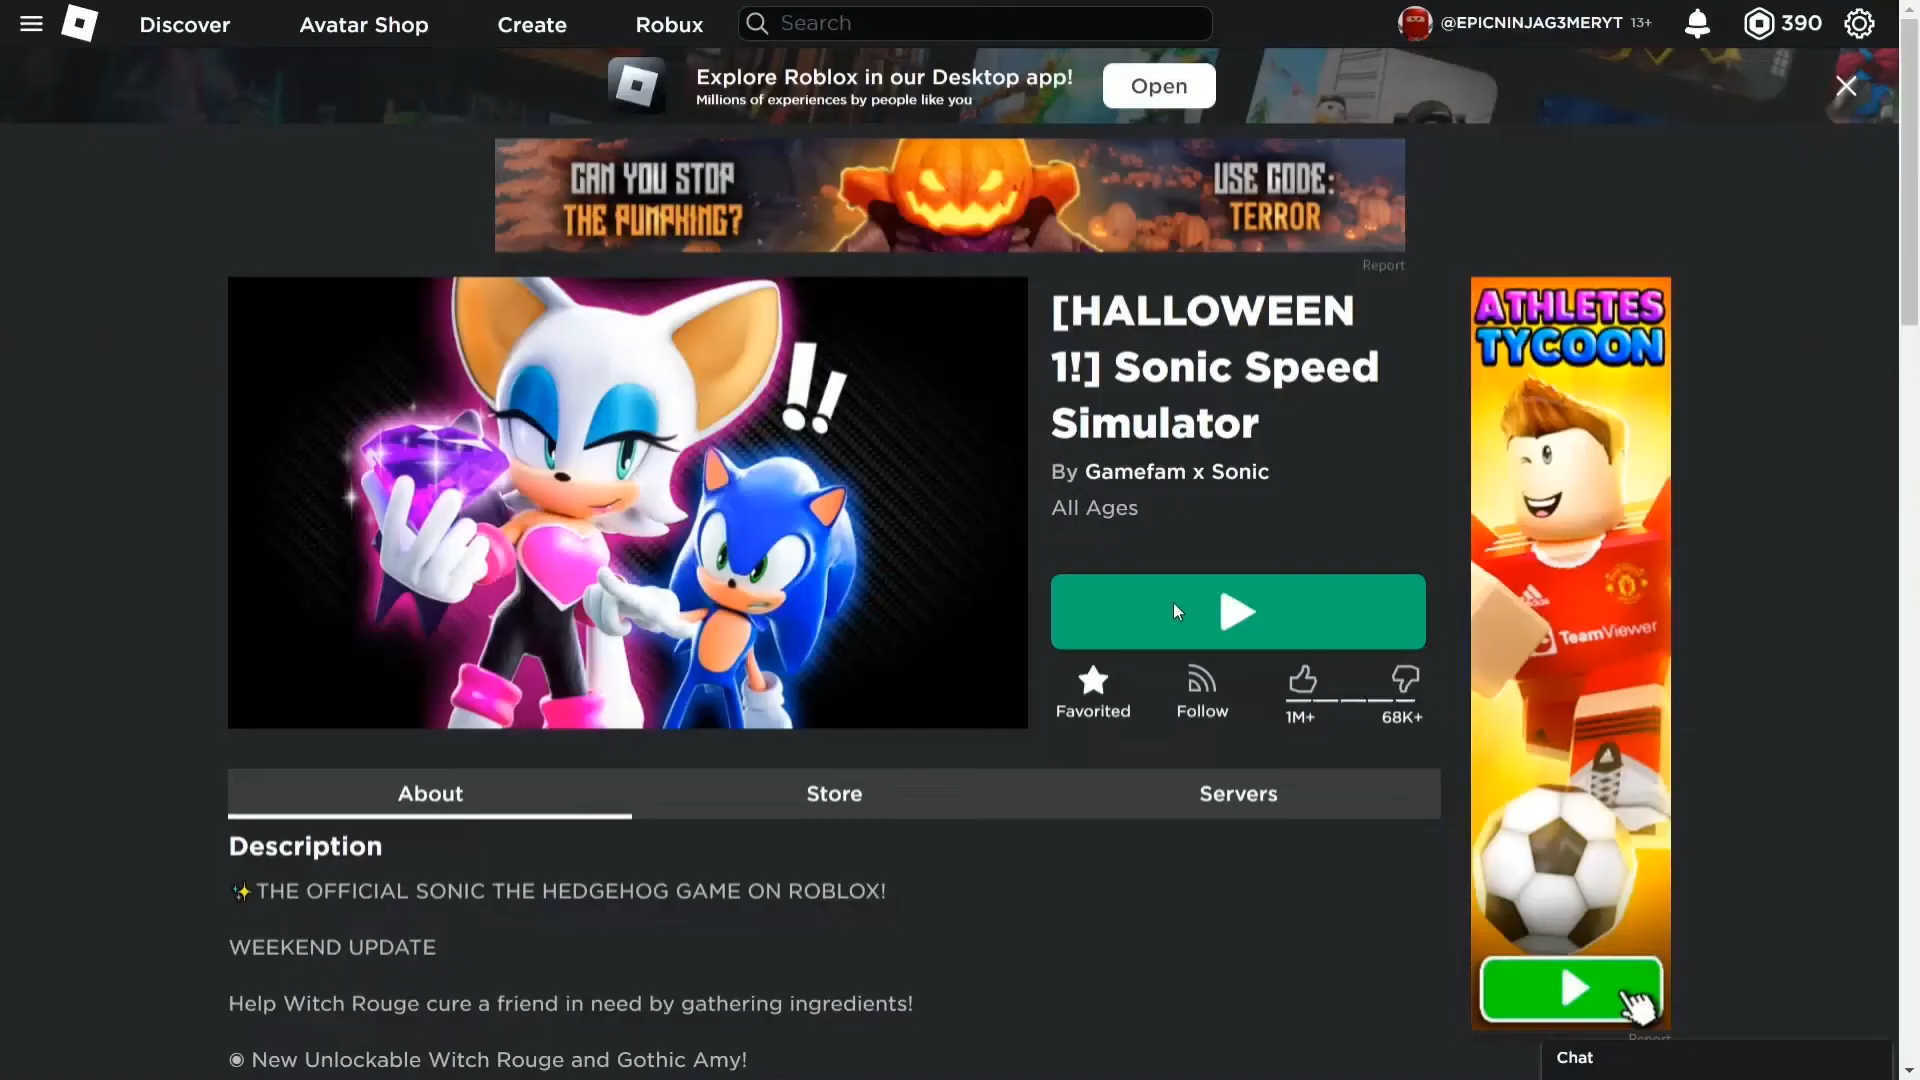 Discover
Avatar Shop
Create
Robux
Search
@EPICNINJAG3MERYT 13+
390
Explore Roblox in our Desktop app!
Millions of experiences by people like you
Open
CAN YOU STOP
THE PUMPKING?
USE CODE:
TERROR
Report
[HALLOWEEN
1!] Sonic Speed
Simulator
By Gamefam x Sonic
All Ages
!!
Favorited
Follow
1M+
68K+
ATHLETES
TYCOON
TeamViewer
Report
About
Store
Servers
Description
✨THE OFFICIAL SONIC THE HEDGEHOG GAME ON ROBLOX!
WEEKEND UPDATE
Help Witch Rouge cure a friend in need by gathering ingredients!
◉ New Unlockable Witch Rouge and Gothic Amy!
Chat